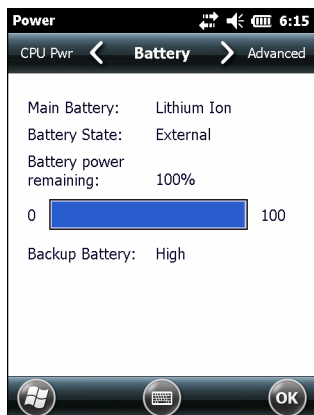 Power 6:15
CPU Pwr Battery Advanced
Main Battery: Lithium Ion
Battery State: External
Battery power
remaining: 100%
0 100
Backup Battery: High
OK